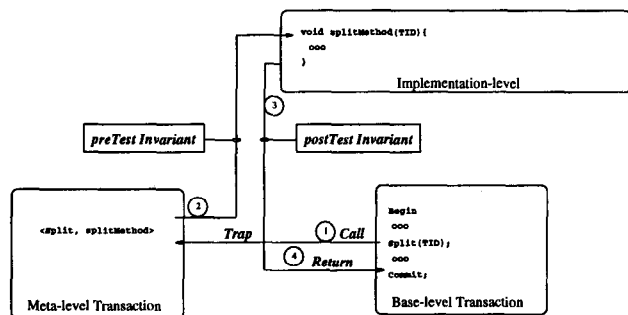 void splitMethod(TID){
ooo
}
Implementation-level
3
preTest Invariant
postTest Invariant
2
<Split, splitMethod>
Meta-level Transaction
1
Call
Trap
4
Return
Begin
ooo
Split(TID);
ooo
Commit;
Base-level Transaction